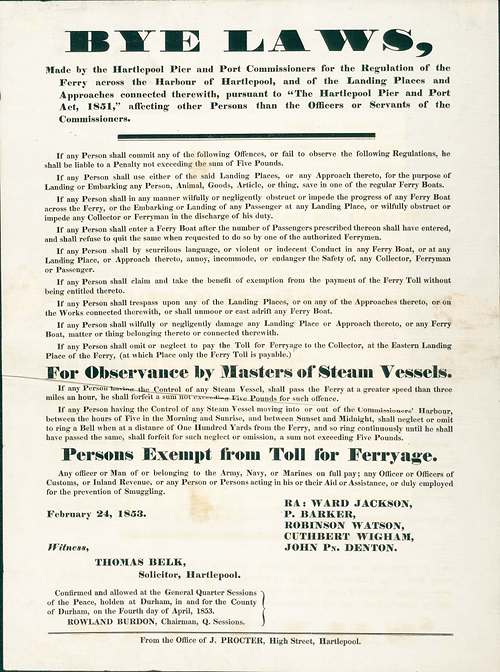 BYE LAWS,
Made by the Hartlepool Pier and Port Commissioners for the Regulation of the
Ferry across the Harbour of Hartlepool, and of the Landing Places and
Approaches connected therewith, pursuant to “The Hartlepool Pier and Port
Act, 1851,” affecting other Persons than the Officers or Servants of the
Commissioners.
If any Person shall commit any of the following Offences, or fail to observe the following Regulations, he
shall be liable to a Penalty not exceeding the sum of Five Pounds.
If any Person shall use either of the said Landing Places, or any Approach thereto, for the purpose of
Landing or Embarking any Person, Animal, Goods, Article, or thing, save in one of the regular Ferry Boats.
If any Person shall in any manner wilfully or negligently obstruct or impede the progress of any Ferry Boat
across the Ferry, or the Embarking or Landing of any Passenger at any Landing Place, or wilfully obstruct or
impede any Collector or Ferryman in the discharge of his duty.
If any Person shall enter a Ferry Boat after the number of Passengers prescribed thereon shall have entered,
and shall refuse to quit the same when requested to do so by one of the authorized Ferrymen.
If any Person shall by scurrilous language, or violent or indecent Conduct in any Ferry Boat, or at any
Landing Place, or Approach thereto, annoy, incommode, or endanger the Safety of, any Collector, Ferryman
or Passenger.
If any Person shall claim and take the benefit of exemption from the payment of the Ferry Toll without
being entitled thereto.
If any Person shall trespass upon any of the Landing Places, or on any of the Approaches thereto, or on
the Works connected therewith, or shall unmoor or cast adrift any Ferry Boat.
If any Person shall wilfully or negligently damage any Landing Place or Approach thereto, or any Ferry
Boat, matter or thing belonging thereto or connected therewith.
If any Person shall omit or neglect to pay the Toll for Ferryage to the Collector, at the Eastern Landing
Place of the Ferry, (at which Place only the Ferry Toll is payable.)
For Observance by Masters of Steam Vessels.
If any Person having the Control of any Steam Vessel, shall pass the Ferry at a greater speed than three
miles an hour, he shall forfeit a sum not exceeding Five Pounds for such offence.
If any Person having the Control of any Steam Vessel moving into or out of the Commissioners' Harbour,
between the hours of Five in the Morning and Sunrise, and between Sunset and Midnight, shall neglect or omit
to ring a Bell when at a distance of One Hundred Yards from the Ferry, and so ring continuously until he shall
have passed the same, shall forfeit for such neglect or omission, a sum not exceeding Five Pounds.
Persons Exempt from Toll for Ferryage.
Any officer or Man of or belonging to the Army, Navy, or Marines on full pay; any Officer or Officers of
Customs, or Inland Revenue, or any Person or Persons acting in his or their Aid or Assistance, or duly employed
for the prevention of Smuggling.
February 24, 1853.
RA: WARD JACKSON,
P. BARKER,
ROBINSON WATSON,
CUTHBERT WIGHAM,
JOHN PN. DENTON.
Witness,
THOMAS BELK,
Solicitor, Hartlepool.
Confirmed and allowed at the General Quarter Sessions
of the Peace, holden at Durham, in and for the County
of Durham, on the Fourth day of April, 1853.
ROWLAND BURDON, Chairman, Q. Sessions.
From the Office of J. PROCTER, High Street, Hartlepool.